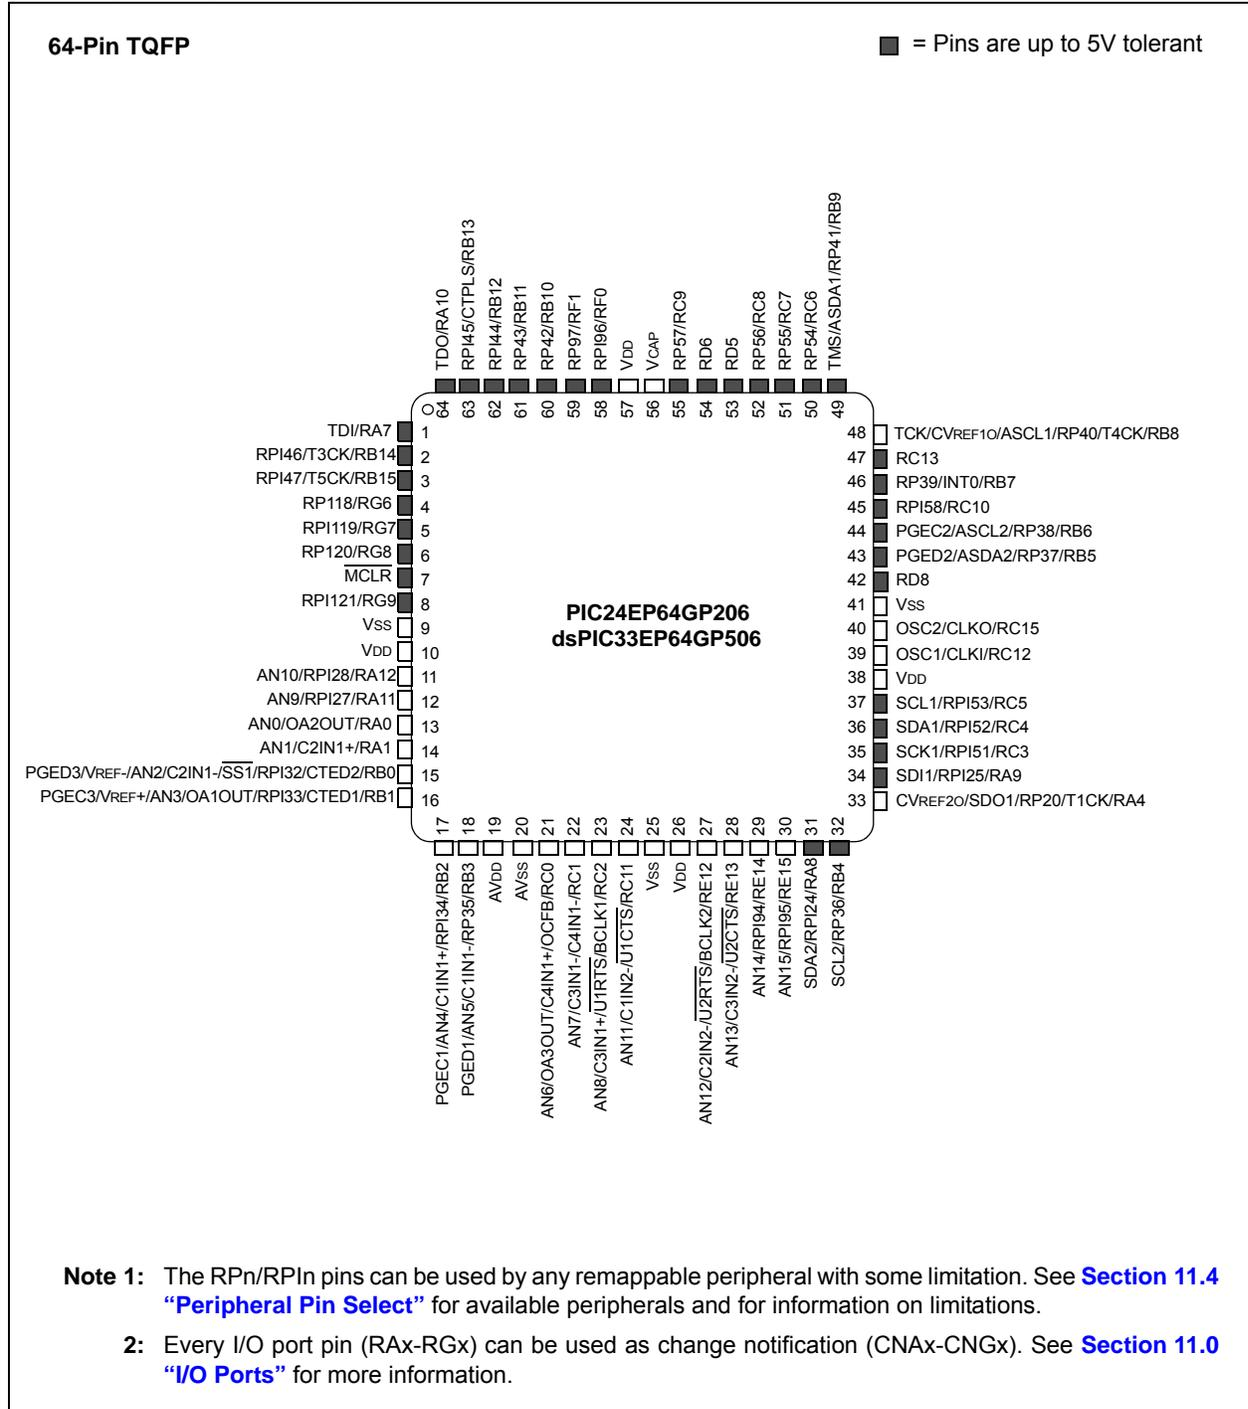 64-Pin TQFP
= Pins are up to 5V tolerant
TDO/RA10
RPI45/CTPLS/RB13
RPI44/RB12
RP43/RB11
RP42/RB10
RP97/RF1
RPI96/RF0
VDD
VCAP
RP57/RC9
RD6
RD5
RP56/RC8
RP55/RC7
RP54/RC6
TMS/ASDA1/RP41/RB9
64
63
62
61
60
59
58
57
56
55
54
53
52
51
50
49
TDI/RA7 1
RPI46/T3CK/RB14 2
RPI47/T5CK/RB15 3
RP118/RG6 4
RPI119/RG7 5
RP120/RG8 6
MCLR 7
RPI121/RG9 8
VSS 9
VDD 10
AN10/RPI28/RA12 11
AN9/RPI27/RA11 12
AN0/OA2OUT/RA0 13
AN1/C2IN1+/RA1 14
PGED3/VREF-/AN2/C2IN1-/SS1/RPI32/CTED2/RB0 15
PGEC3/VREF+/AN3/OA1OUT/RPI33/CTED1/RB1 16
PIC24EP64GP206
dsPIC33EP64GP506
48 TCK/CVREF1O/ASCL1/RP40/T4CK/RB8
47 RC13
46 RP39/INT0/RB7
45 RPI58/RC10
44 PGEC2/ASCL2/RP38/RB6
43 PGED2/ASDA2/RP37/RB5
42 RD8
41 VSS
40 OSC2/CLKO/RC15
39 OSC1/CLKI/RC12
38 VDD
37 SCL1/RPI53/RC5
36 SDA1/RPI52/RC4
35 SCK1/RPI51/RC3
34 SDI1/RPI25/RA9
33 CVREF2O/SDO1/RP20/T1CK/RA4
17
18
19
20
21
22
23
24
25
26
27
28
29
30
31
32
PGEC1/AN4/C1IN1+/RPI34/RB2
PGED1/AN5/C1IN1-/RP35/RB3
AVDD
AVSS
AN6/OA3OUT/C4IN1+/OCFB/RC0
AN7/C3IN1-/C4IN1-/RC1
AN8/C3IN1+/U1RTS/BCLK1/RC2
AN11/C1IN2-/U1CTS/RC11
VSS
VDD
AN12/C2IN2-/U2RTS/BCLK2/RE12
AN13/C3IN2-/U2CTS/RE13
AN14/RPI94/RE14
AN15/RPI95/RE15
SDA2/RPI24/RA8
SCL2/RP36/RB4
Note 1: The RPn/RPIn pins can be used by any remappable peripheral with some limitation. See Section 11.4
“Peripheral Pin Select” for available peripherals and for information on limitations.
2: Every I/O port pin (RAx-RGx) can be used as change notification (CNAx-CNGx). See Section 11.0
“I/O Ports” for more information.